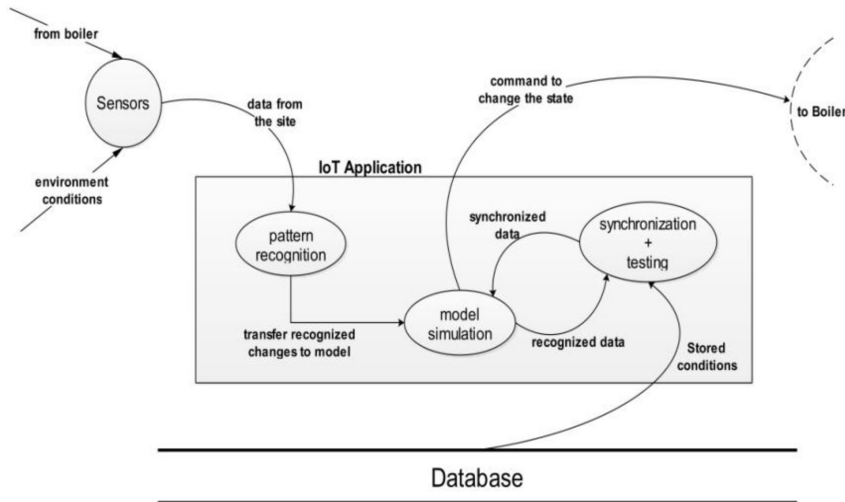 from boiler
Sensors
data from
the site
environment
conditions
command to
change the state
to Boiler
IoT Application
pattern
recognition
synchronized
data
synchronization
+
testing
model
simulation
transfer recognized
changes to model
recognized data
Stored
conditions
Database